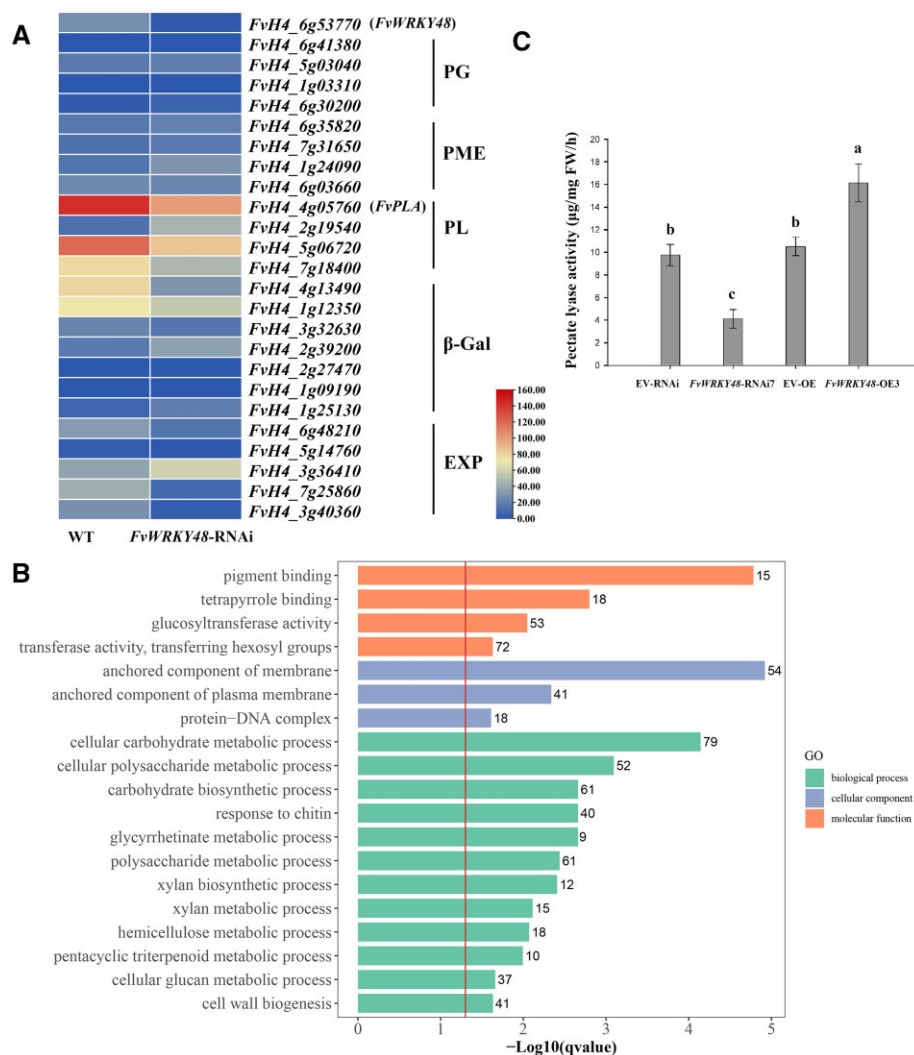 A
FvH4_6g53770 (FvWRKY48)
FvH4_6g41380
FvH4_5g03040
FvH4_1g03310
FvH4_6g30200
PG
FvH4_6g35820
FvH4_7g31650
FvH4_1g24090
FvH4_6g03660
PME
FvH4_4g05760 (FvPLA)
FvH4_2g19540
FvH4_5g06720
FvH4_7g18400
PL
FvH4_4g13490
FvH4_1g12350
FvH4_3g32630
FvH4_2g39200
FvH4_2g27470
FvH4_1g09190
FvH4_1g25130
β-Gal
FvH4_6g48210
FvH4_5g14760
FvH4_3g36410
FvH4_7g25860
FvH4_3g40360
EXP
160.00
140.00
120.00
100.00
80.00
60.00
40.00
20.00
0.00
WT FvWRKY48-RNAi
C
Pectate lyase activity (μg/mg FW/h)
20
18
16
14
12
10
8
6
4
2
0
b
c
b
a
EV-RNAi FvWRKY48-RNAi7 EV-OE FvWRKY48-OE3
B
pigment binding 15
tetrapyrrole binding 18
glucosyltransferase activity 53
transferase activity, transferring hexosyl groups 72
anchored component of membrane 54
anchored component of plasma membrane 41
protein−DNA complex 18
cellular carbohydrate metabolic process 79
cellular polysaccharide metabolic process 52
carbohydrate biosynthetic process 61
response to chitin 40
glycyrrhetinate metabolic process 9
polysaccharide metabolic process 61
xylan biosynthetic process 12
xylan metabolic process 15
hemicellulose metabolic process 18
pentacyclic triterpenoid metabolic process 10
cellular glucan metabolic process 37
cell wall biogenesis 41
0 1 2 3 4 5
−Log10(qvalue)
GO
biological process
cellular component
molecular function